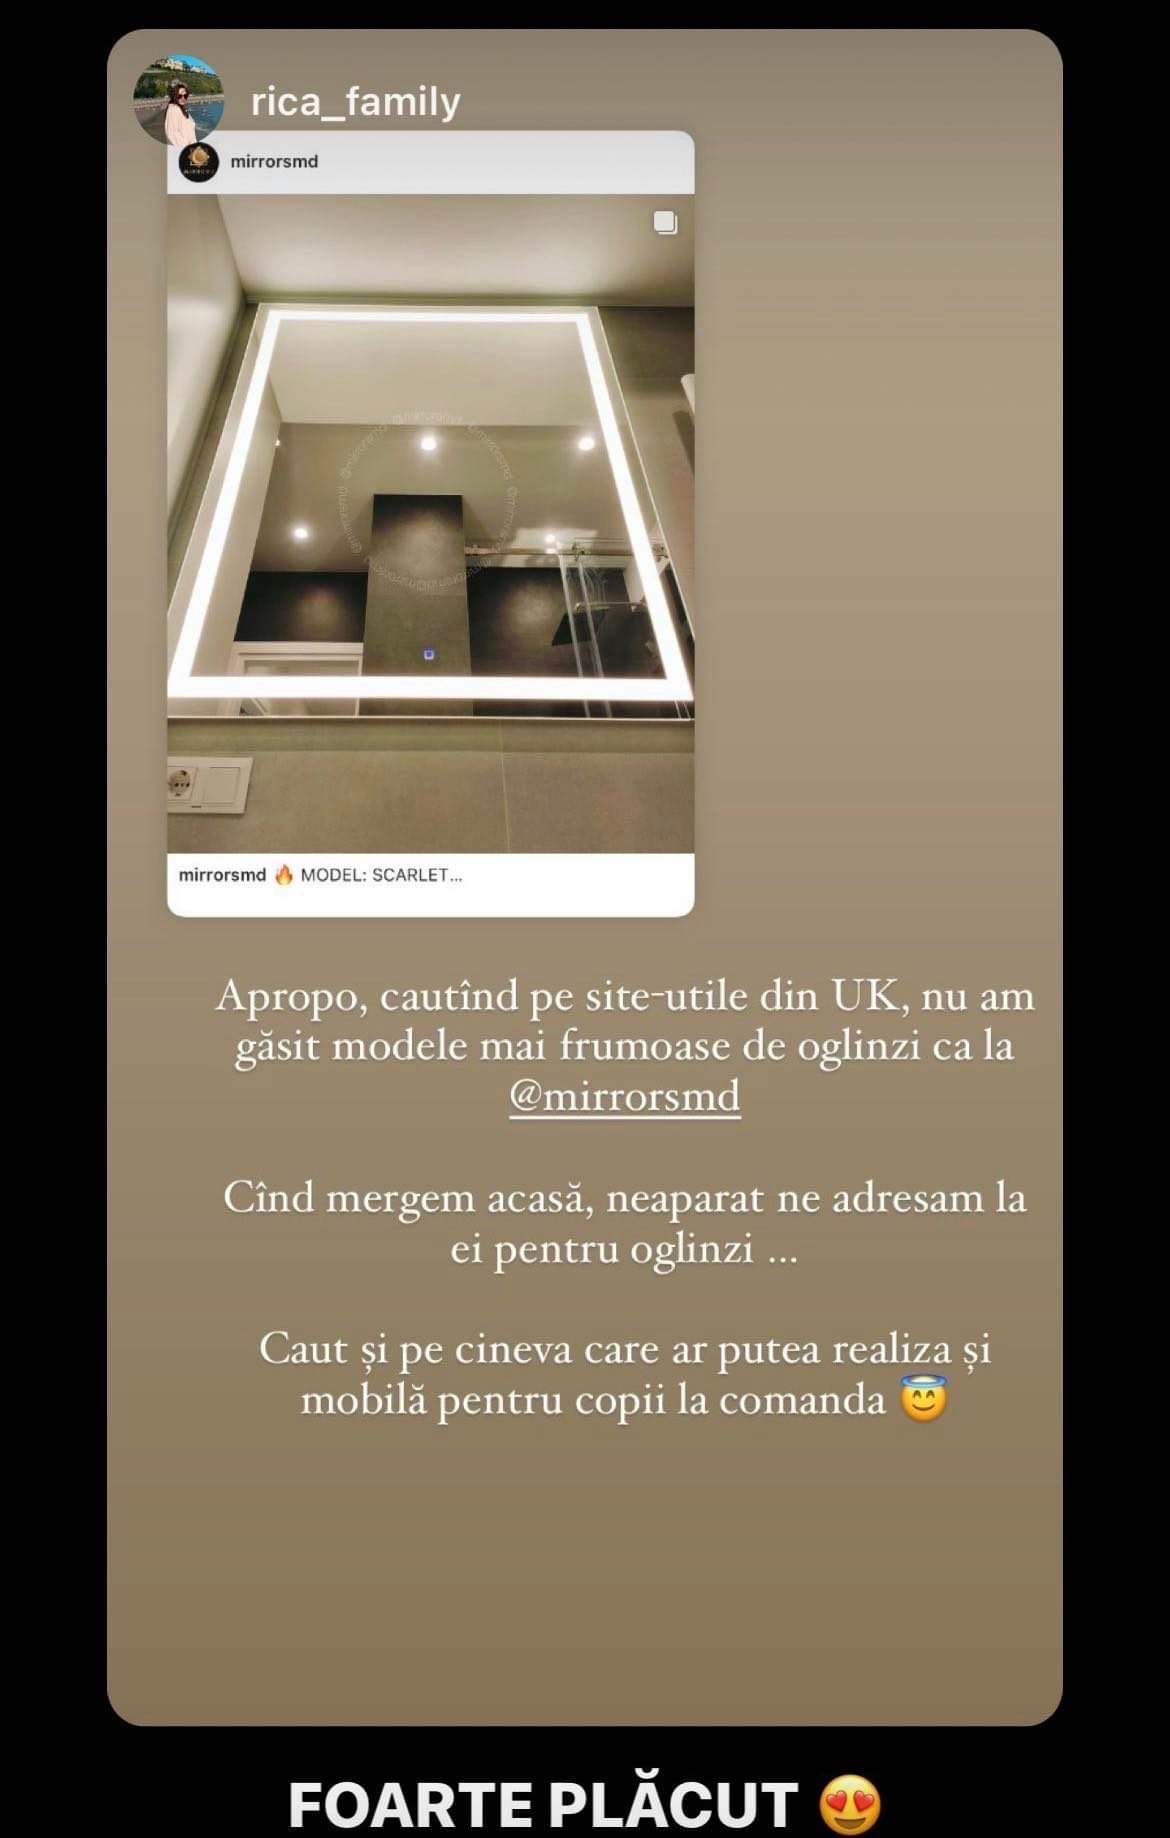 rica_family
mirrorsmd
mirrorsmd 🔥 MODEL: SCARLET...
Apropo, cautînd pe site-utile din UK, nu am
găsit modele mai frumoase de oglinzi ca la
@mirrorsmd
Cînd mergem acasă, neaparat ne adresam la
ei pentru oglinzi ...
Caut și pe cineva care ar putea realiza și
mobilă pentru copii la comanda 😇
FOARTE PLĂCUT 😍